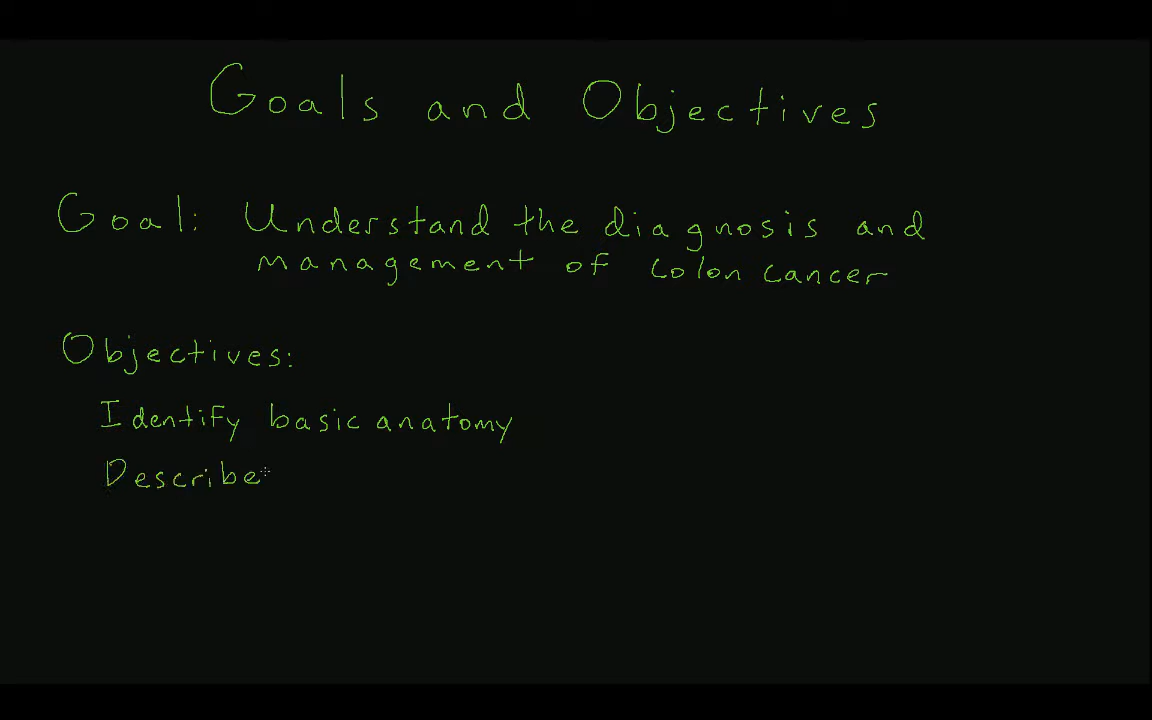 Goals and Objectives
Goal: Understand the diagnosis and
management of colon cancer
Objectives:
Identify basic anatomy
Describe